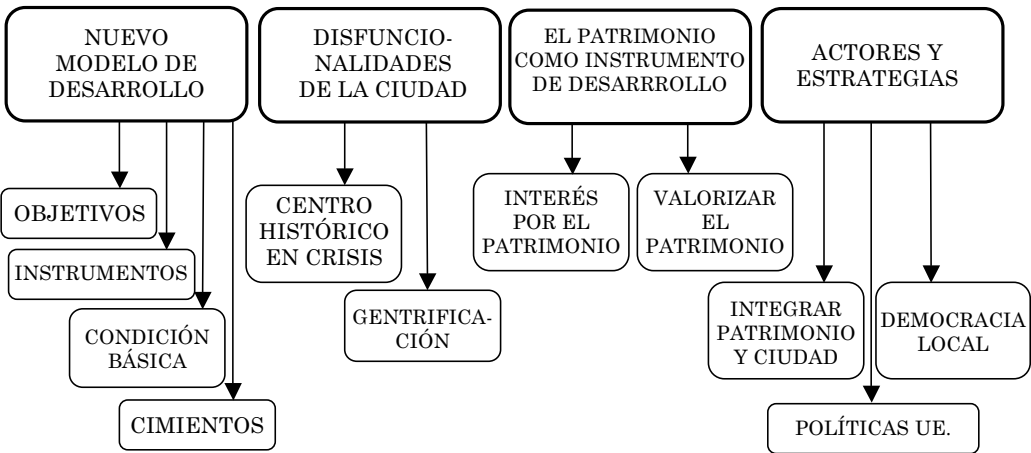 NUEVO
MODELO DE
DESARROLLO
DISFUNCIO-
NALIDADES
DE LA CIUDAD
EL PATRIMONIO
COMO INSTRUMENTO
DE DESARRROLLO
ACTORES Y
ESTRATEGIAS
OBJETIVOS
INSTRUMENTOS
CONDICIÓN
BÁSICA
CIMIENTOS
CENTRO
HISTÓRICO
EN CRISIS
GENTRIFICA-
CIÓN
INTERÉS
POR EL
PATRIMONIO
VALORIZAR
EL
PATRIMONIO
INTEGRAR
PATRIMONIO
Y CIUDAD
POLÍTICAS UE.
DEMOCRACIA
LOCAL